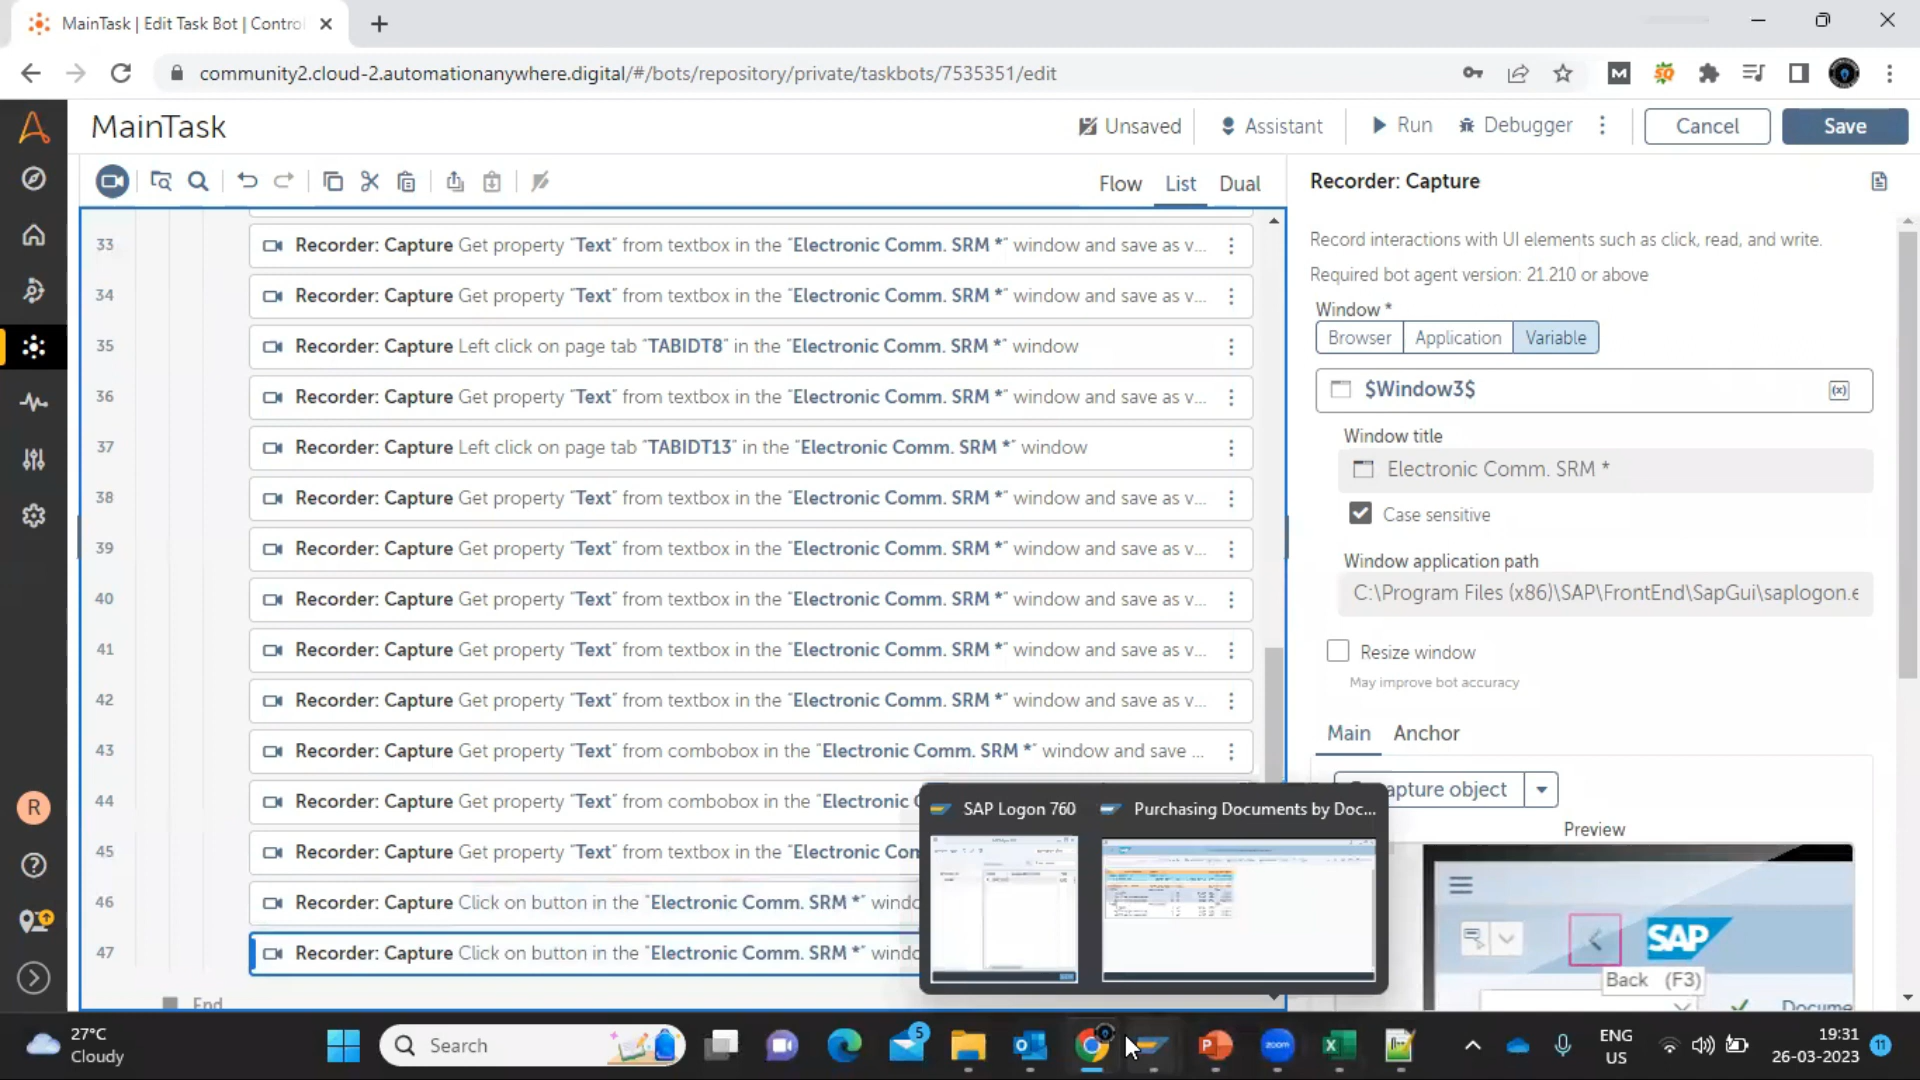 MainTask | Edit Task Bot | Contro
community2.cloud-2.automationanywhere.digital/#/bots/repository/private/taskbots/7535351/edit
MainTask
Unsaved
Assistant
Run
Debugger
Cancel
Save
Flow
List
Dual
33 Recorder: Capture Get property "Text" from textbox in the "Electronic Comm. SRM *" window and save as v...
34 Recorder: Capture Get property "Text" from textbox in the "Electronic Comm. SRM *" window and save as v...
35 Recorder: Capture Left click on page tab "TABIDT8" in the "Electronic Comm. SRM *" window
36 Recorder: Capture Get property "Text" from textbox in the "Electronic Comm. SRM *" window and save as v...
37 Recorder: Capture Left click on page tab "TABIDT13" in the "Electronic Comm. SRM *" window
38 Recorder: Capture Get property "Text" from textbox in the "Electronic Comm. SRM *" window and save as v...
39 Recorder: Capture Get property "Text" from textbox in the "Electronic Comm. SRM *" window and save as v...
40 Recorder: Capture Get property "Text" from textbox in the "Electronic Comm. SRM *" window and save as v...
41 Recorder: Capture Get property "Text" from textbox in the "Electronic Comm. SRM *" window and save as v...
42 Recorder: Capture Get property "Text" from textbox in the "Electronic Comm. SRM *" window and save as v...
43 Recorder: Capture Get property "Text" from combobox in the "Electronic Comm. SRM *" window and save ...
44 Recorder: Capture Get property "Text" from combobox in the "Electronic C
45 Recorder: Capture Get property "Text" from textbox in the "Electronic Con
46 Recorder: Capture Click on button in the "Electronic Comm. SRM *" windo
47 Recorder: Capture Click on button in the "Electronic Comm. SRM *" windo
End
Recorder: Capture
Record interactions with UI elements such as click, read, and write.
Required bot agent version: 21.210 or above
Window *
Browser
Application
Variable
$Window3$
(x)
Window title
Electronic Comm. SRM *
Case sensitive
Window application path
C:\Program Files (x86)\SAP\FrontEnd\SapGui\saplogon.e
Resize window
May improve bot accuracy
Main
Anchor
apture object
Preview
SAP
Back (F3)
Docume
SAP Logon 760
Purchasing Documents by Doc...
R
27°C
Cloudy
Search
5
zoom
ENG
US
19:31
26-03-2023
11